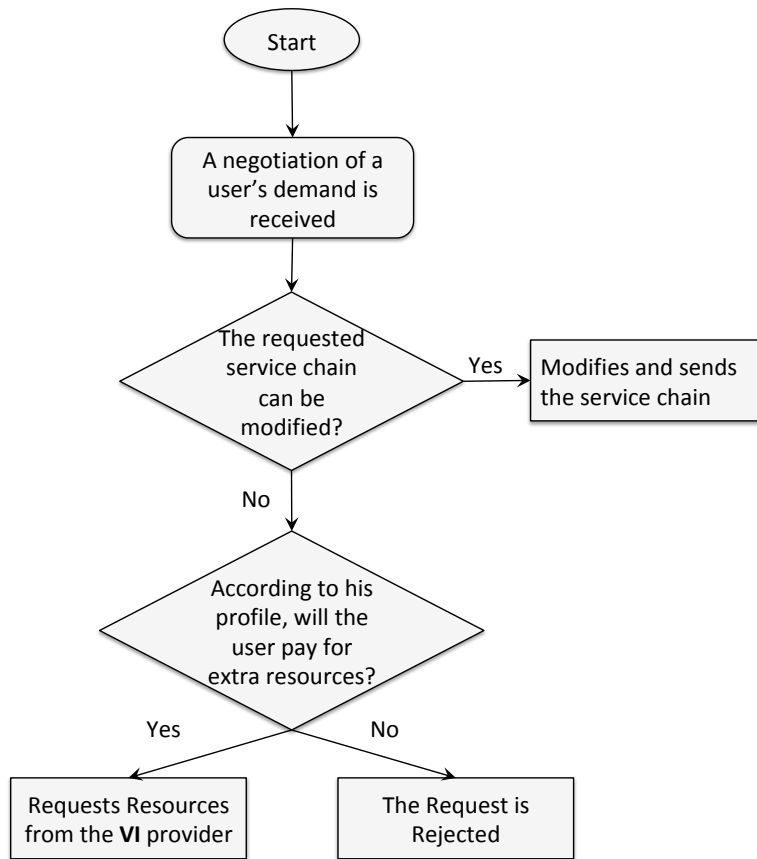 Start
A negotiation of a
user’s demand is
received
The requested
service chain
can be
modified?
Yes
Modifies and sends
the service chain
No
According to his
profile, will the
user pay for
extra resources?
Yes
No
Requests Resources
from the VI provider
The Request is
Rejected